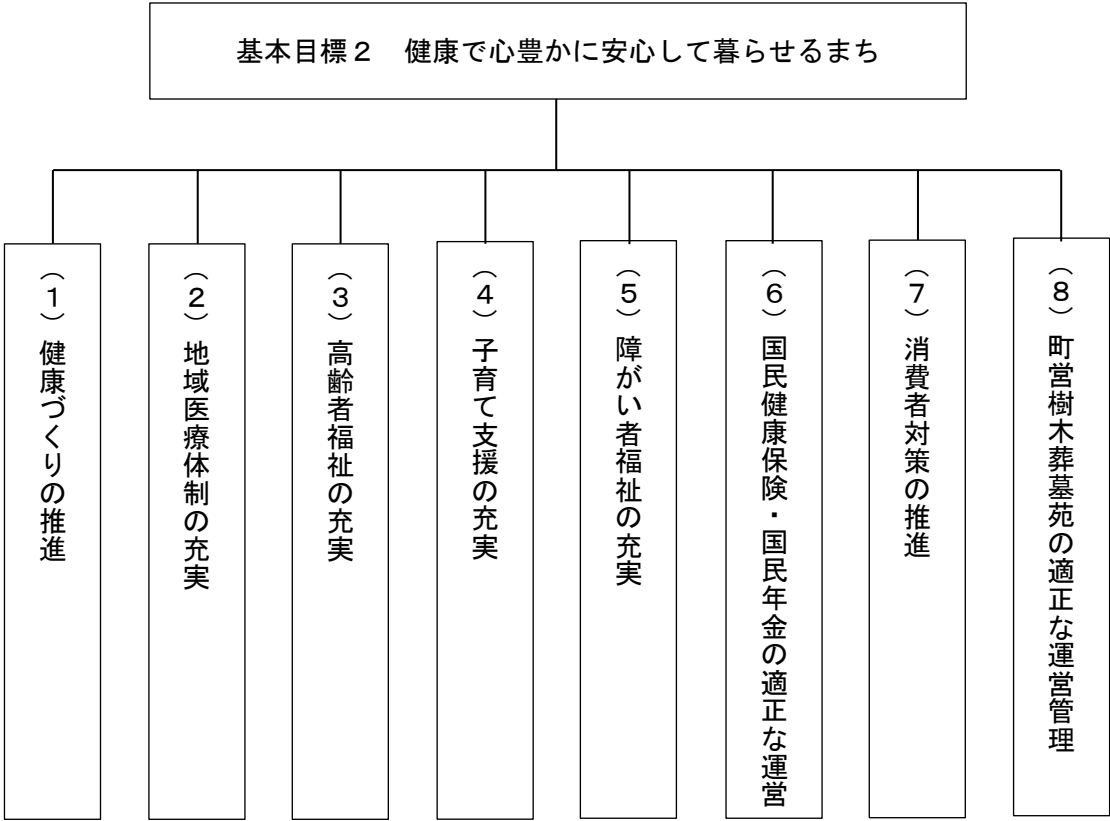 基本目標２　健康で心豊かに安心して暮らせるまち
（１）健康づくりの推進
（２）地域医療体制の充実
（３）高齢者福祉の充実
（４）子育て支援の充実
（５）障がい者福祉の充実
（６）国民健康保険・国民年金の適正な運営
（７）消費者対策の推進
（８）町営樹木葬墓苑の適正な運営管理